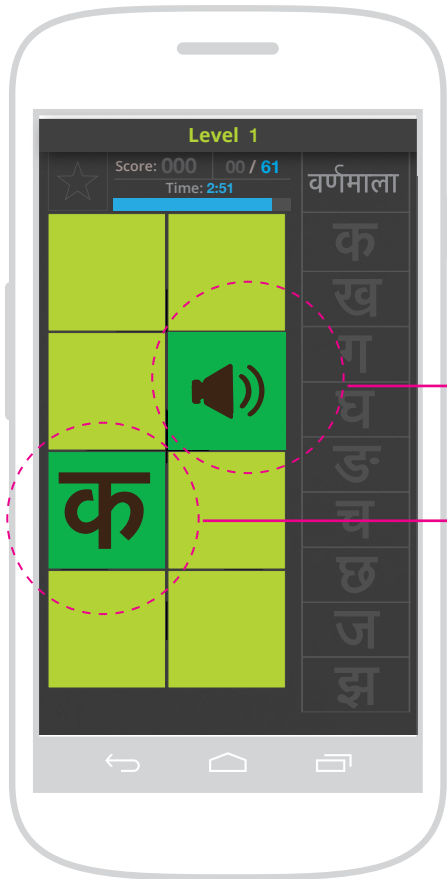 Level 1
Score: 000
00 / 61
Time: 2:51
वर्णमाला
क
ख
ग
घ
ङ
च
छ
ज
झ
क